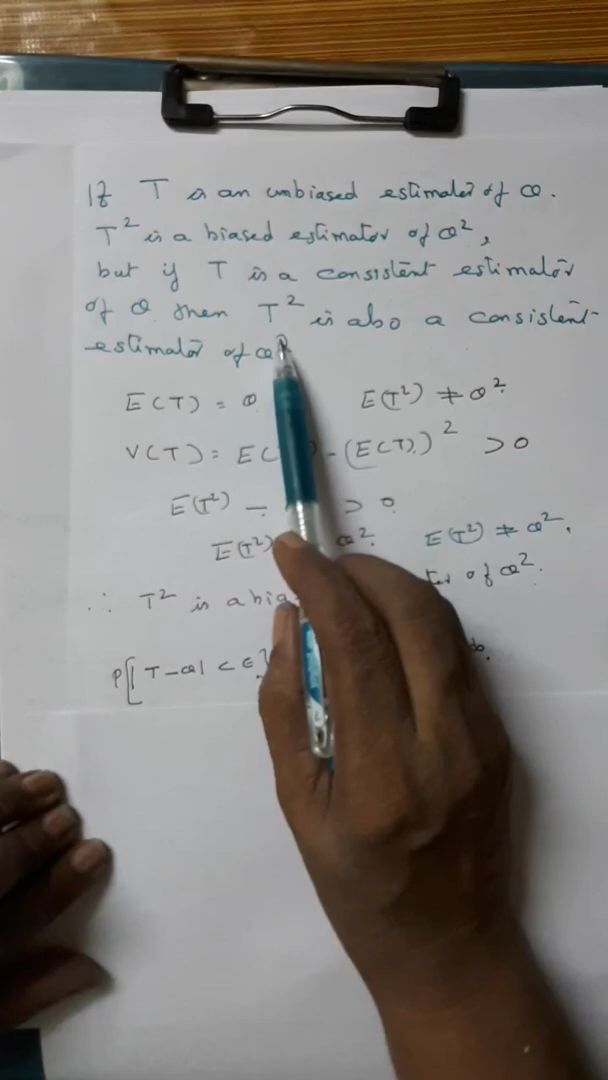 If T is an unbiased estimator of θ.
T² is a biased estimator of θ²,
but if T is a consistent estimator
of θ then T² is also a consistent
estimator of θ
E(T) = θ E(T²) ≠ θ²
V(T) = E( ) - (E(T))² > 0
E(T²) - > 0
E(T²) θ². E(T²) ≠ θ².
∴ T² is a of θ².
P[|T-θ| < ε]